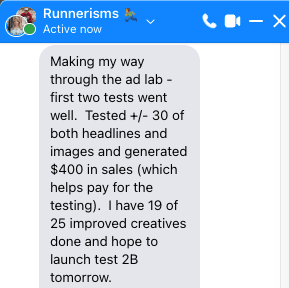 Runnerisms 🏃
Active now
Making my way
through the ad lab -
first two tests went
well.  Tested +/- 30 of
both headlines and
images and generated
$400 in sales (which
helps pay for the
testing).  I have 19 of
25 improved creatives
done and hope to
launch test 2B
tomorrow.